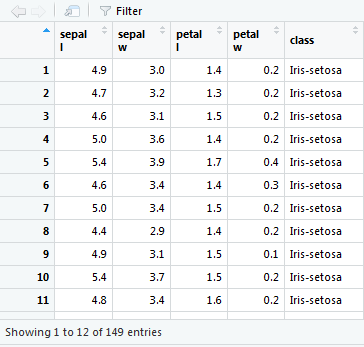 Filter
sepal l sepal w petal l petal w class
1 4.9 3.0 1.4 0.2 Iris-setosa
2 4.7 3.2 1.3 0.2 Iris-setosa
3 4.6 3.1 1.5 0.2 Iris-setosa
4 5.0 3.6 1.4 0.2 Iris-setosa
5 5.4 3.9 1.7 0.4 Iris-setosa
6 4.6 3.4 1.4 0.3 Iris-setosa
7 5.0 3.4 1.5 0.2 Iris-setosa
8 4.4 2.9 1.4 0.2 Iris-setosa
9 4.9 3.1 1.5 0.1 Iris-setosa
10 5.4 3.7 1.5 0.2 Iris-setosa
11 4.8 3.4 1.6 0.2 Iris-setosa
Showing 1 to 12 of 149 entries